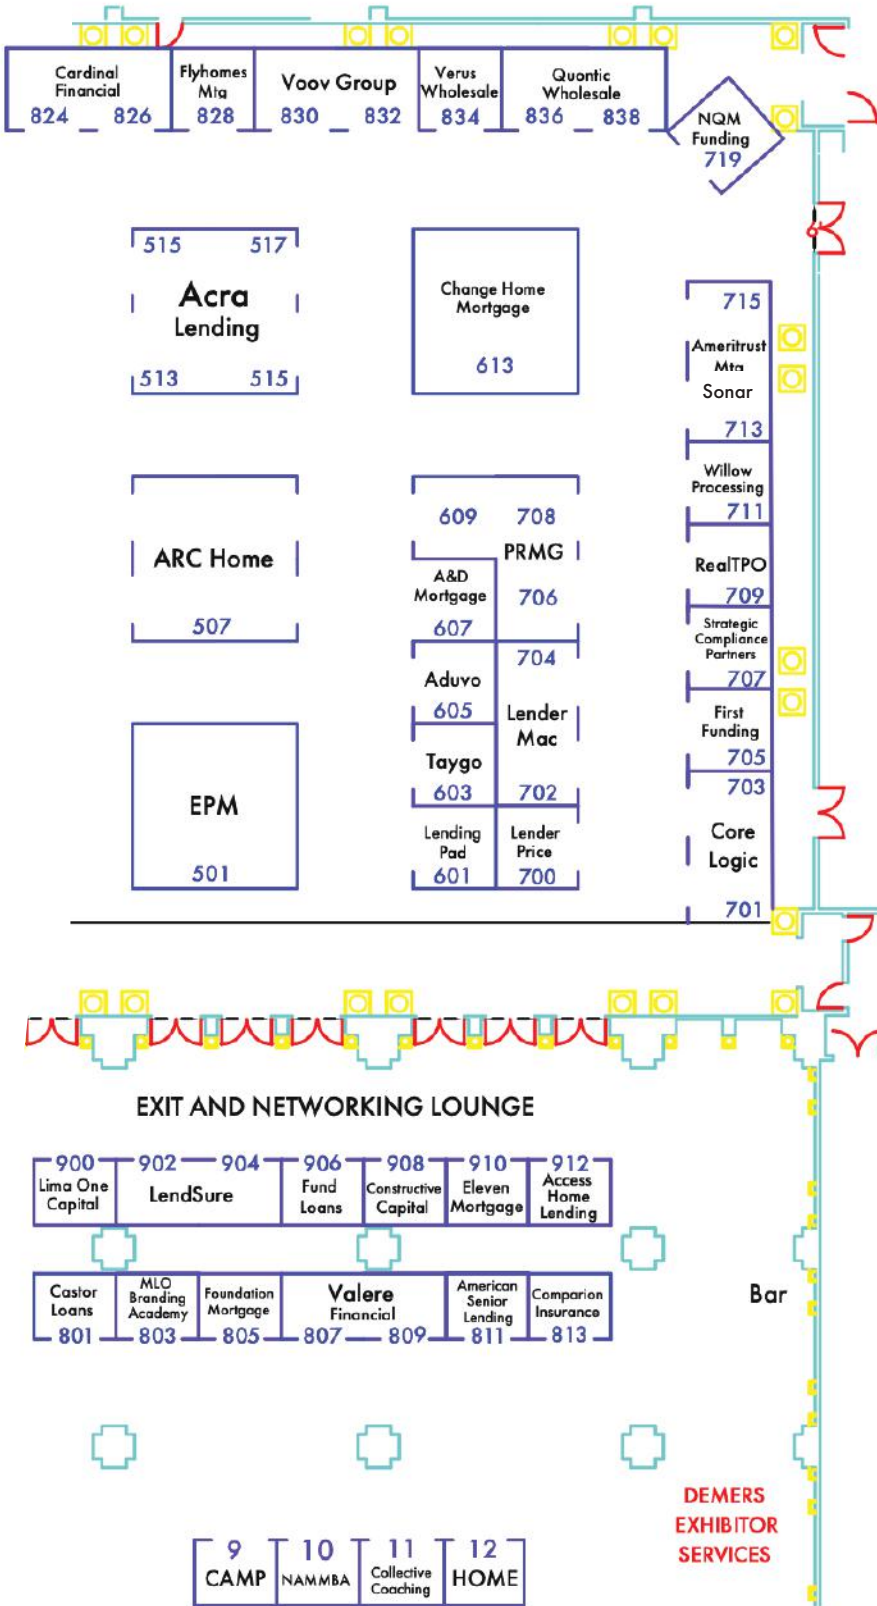 Cardinal
Financial
824 826
Flyhomes
Mtg
828
Voov Group
830 832
Verus
Wholesale
834
Quontic
Wholesale
836 838
NQM
Funding
719
515 517
Acra
Lending
513 515
Change Home
Mortgage
613
715
Ameritrust
Mtg
Sonar
713
Willow
Processing
711
RealTPO
709
Strategic
Compliance
Partners
707
First
Funding
705
703
Core
Logic
701
ARC Home
507
609 708
PRMG
706
A&D
Mortgage
607
704
Lender
Mac
702
Aduvo
605
Taygo
603
Lending
Pad
601
Lender
Price
700
EPM
501
EXIT AND NETWORKING LOUNGE
900
Lima One
Capital
902 904
LendSure
906
Fund
Loans
908
Constructive
Capital
910
Eleven
Mortgage
912
Access
Home
Lending
Castor
Loans
801
MLO
Branding
Academy
803
Foundation
Mortgage
805
Valere
Financial
807 809
American
Senior
Lending
811
Comparion
Insurance
813
Bar
DEMERS
EXHIBITOR
SERVICES
9
CAMP
10
NAMMBA
11
Collective
Coaching
12
HOME